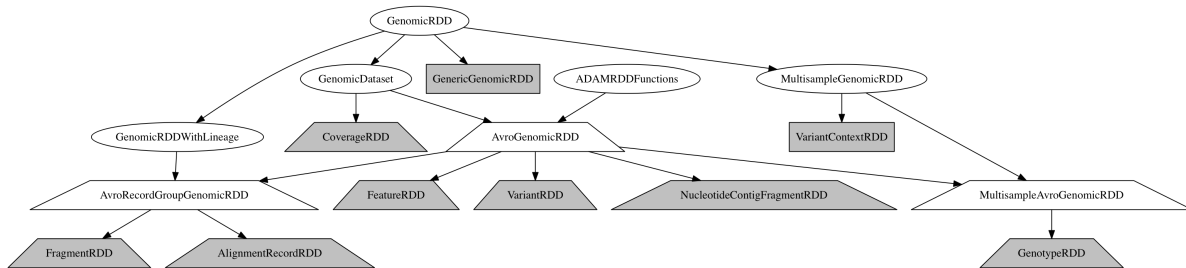 GenomicRDD
GenomicDataset
GenericGenomicRDD
ADAMRDDFunctions
MultisampleGenomicRDD
GenomicRDDWithLineage
CoverageRDD
AvroGenomicRDD
VariantContextRDD
AvroRecordGroupGenomicRDD
FeatureRDD
VariantRDD
NucleotideContigFragmentRDD
MultisampleAvroGenomicRDD
FragmentRDD
AlignmentRecordRDD
GenotypeRDD